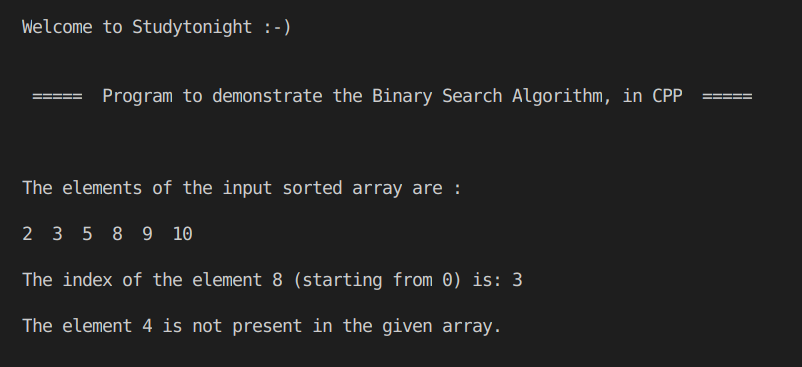 Welcome to Studytonight :-)
===== Program to demonstrate the Binary Search Algorithm, in CPP =====
The elements of the input sorted array are :
2 3 5 8 9 10
The index of the element 8 (starting from 0) is: 3
The element 4 is not present in the given array.